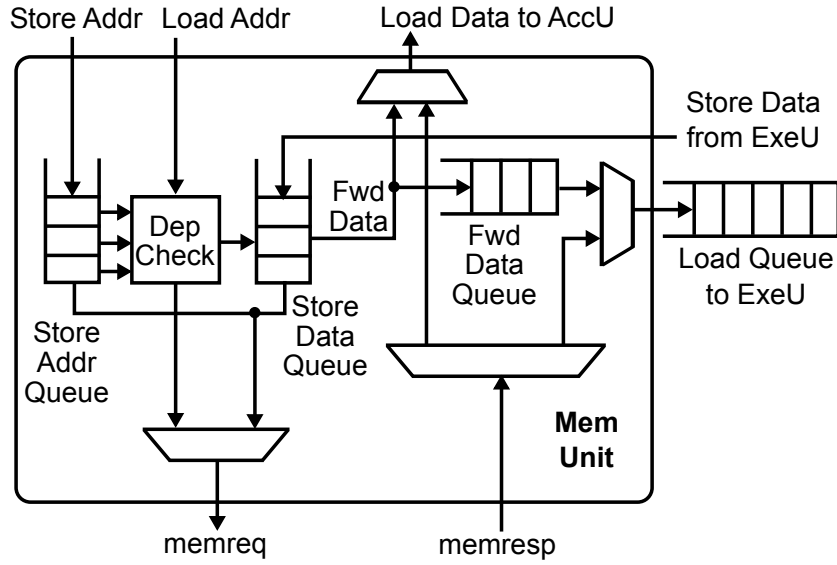 Store Addr
Load Addr
Load Data to AccU
Store Data
from ExeU
Dep
Check
Fwd
Data
Fwd
Data
Queue
Load Queue
to ExeU
Store
Addr
Queue
Store
Data
Queue
Mem
Unit
memreq
memresp